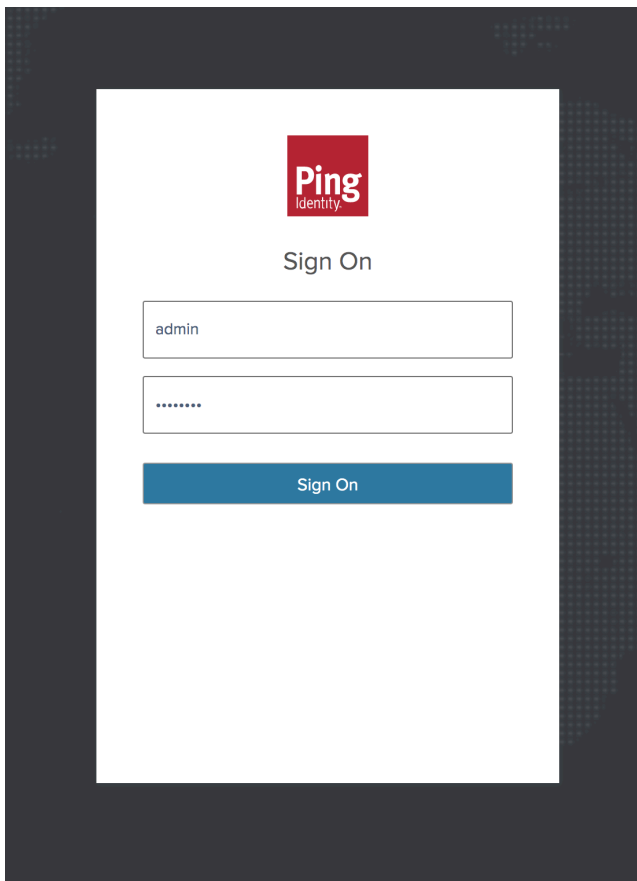 Ping
Identity.
Sign On
admin
••••••••
Sign On